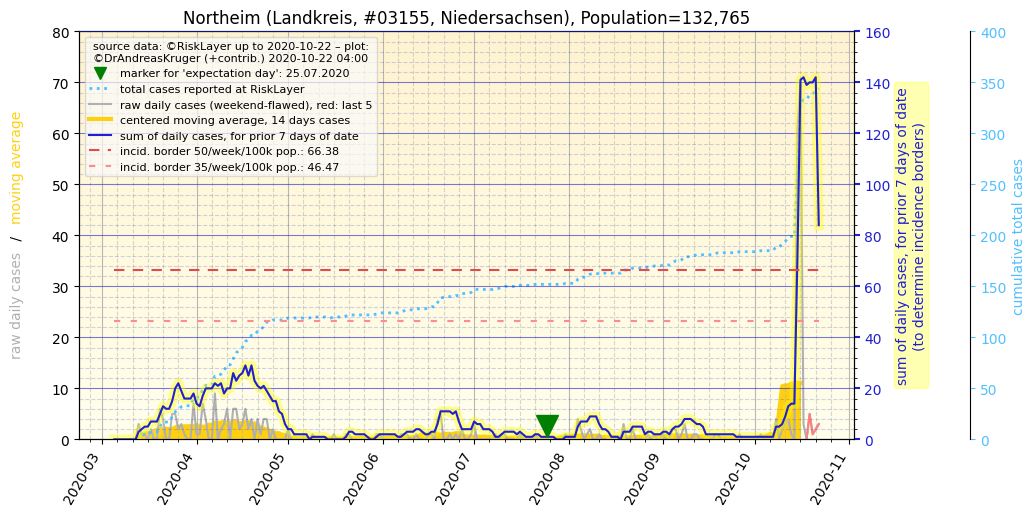 Northeim (Landkreis, #03155, Niedersachsen), Population=132,765
source data: ©RiskLayer up to 2020-10-22 – plot:
©DrAndreasKruger (+contrib.) 2020-10-22 04:00
marker for 'expectation day': 25.07.2020
total cases reported at RiskLayer
raw daily cases (weekend-flawed), red: last 5
centered moving average, 14 days cases
sum of daily cases, for prior 7 days of date
incid. border 50/week/100k pop.: 66.38
incid. border 35/week/100k pop.: 46.47
raw daily cases / moving average
80
70
60
50
40
30
20
10
0
2020-03
2020-04
2020-05
2020-06
2020-07
2020-08
2020-09
2020-10
2020-11
160
140
120
100
80
60
40
20
0
sum of daily cases, for prior 7 days of date
(to determine incidence borders)
400
350
300
250
200
150
100
50
0
cumulative total cases